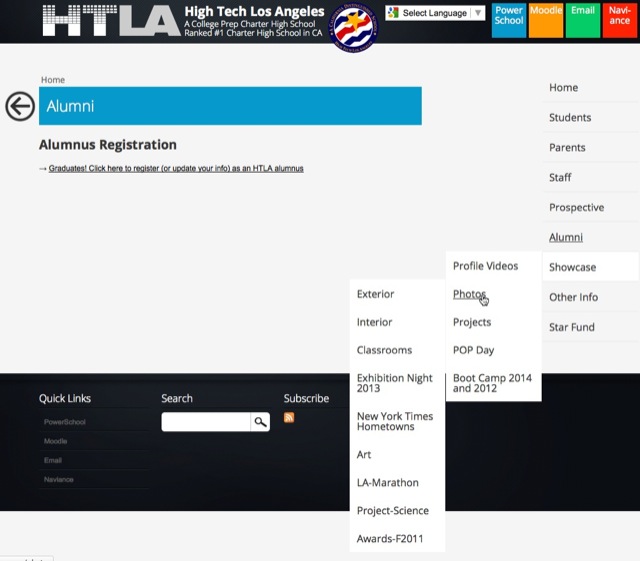 HTLA
High Tech Los Angeles
A College Prep Charter High School
Ranked #1 Charter High School in CA
Select Language
Power
School
Moodle
Email
Navi-
ance
Home
Alumni
Alumnus Registration
→ Graduates! Click here to register (or update your info) as an HTLA alumnus
Home
Students
Parents
Staff
Prospective
Alumni
Showcase
Other Info
Star Fund
Profile Videos
Photos
Projects
POP Day
Boot Camp 2014
and 2012
Exterior
Interior
Classrooms
Exhibition Night
2013
New York Times
Hometowns
Art
LA-Marathon
Project-Science
Awards-F2011
Quick Links
PowerSchool
Moodle
Email
Naviance
Search
Subscribe